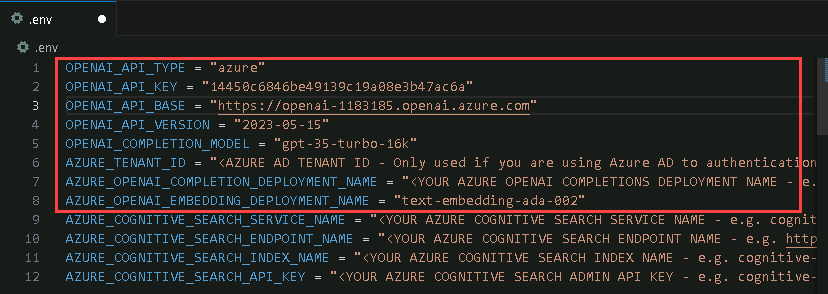 .env
.env
1 OPENAI_API_TYPE = "azure"
2 OPENAI_API_KEY = "14450c6846be49139c19a08e3b47ac6a"
3 OPENAI_API_BASE = "https://openai-1183185.openai.azure.com"
4 OPENAI_API_VERSION = "2023-05-15"
5 OPENAI_COMPLETION_MODEL = "gpt-35-turbo-16k"
6 AZURE_TENANT_ID = "<AZURE AD TENANT ID - Only used if you are using Azure AD to authentication
7 AZURE_OPENAI_COMPLETION_DEPLOYMENT_NAME = "<YOUR AZURE OPENAI COMPLETIONS DEPLOYMENT NAME - e.
8 AZURE_OPENAI_EMBEDDING_DEPLOYMENT_NAME = "text-embedding-ada-002"
9 AZURE_COGNITIVE_SEARCH_SERVICE_NAME = "<YOUR AZURE COGNITIVE SEARCH SERVICE NAME - e.g. cognit
10 AZURE_COGNITIVE_SEARCH_ENDPOINT_NAME = "<YOUR AZURE COGNITIVE SEARCH ENDPOINT NAME - e.g. http
11 AZURE_COGNITIVE_SEARCH_INDEX_NAME = "<YOUR AZURE COGNITIVE SEARCH INDEX NAME - e.g. cognitive-
12 AZURE_COGNITIVE_SEARCH_API_KEY = "<YOUR AZURE COGNITIVE SEARCH ADMIN API KEY - e.g. cognitive-